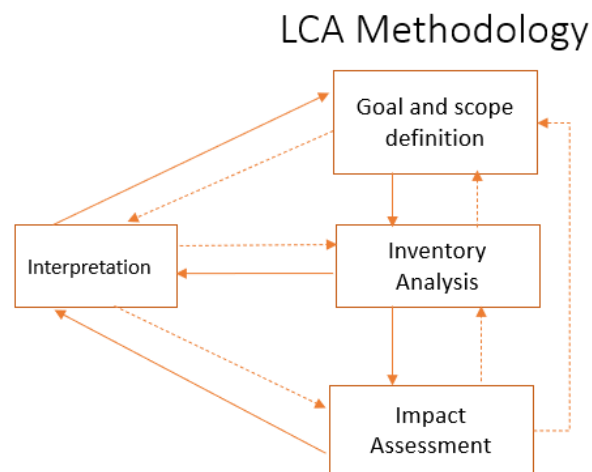 LCA Methodology
Goal and scope
definition
Interpretation
Inventory
Analysis
Impact
Assessment